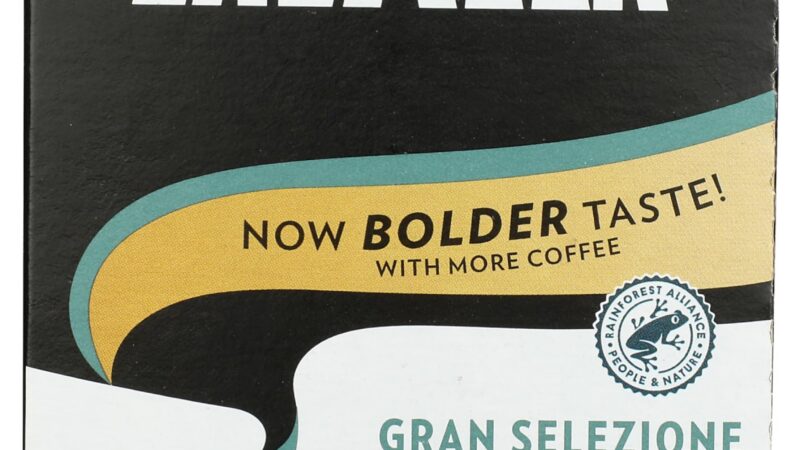 NOW BOLDER TASTE!
WITH MORE COFFEE
RAINFOREST ALLIANCE
• PEOPLE & NATURE •
GRAN SELEZIONE